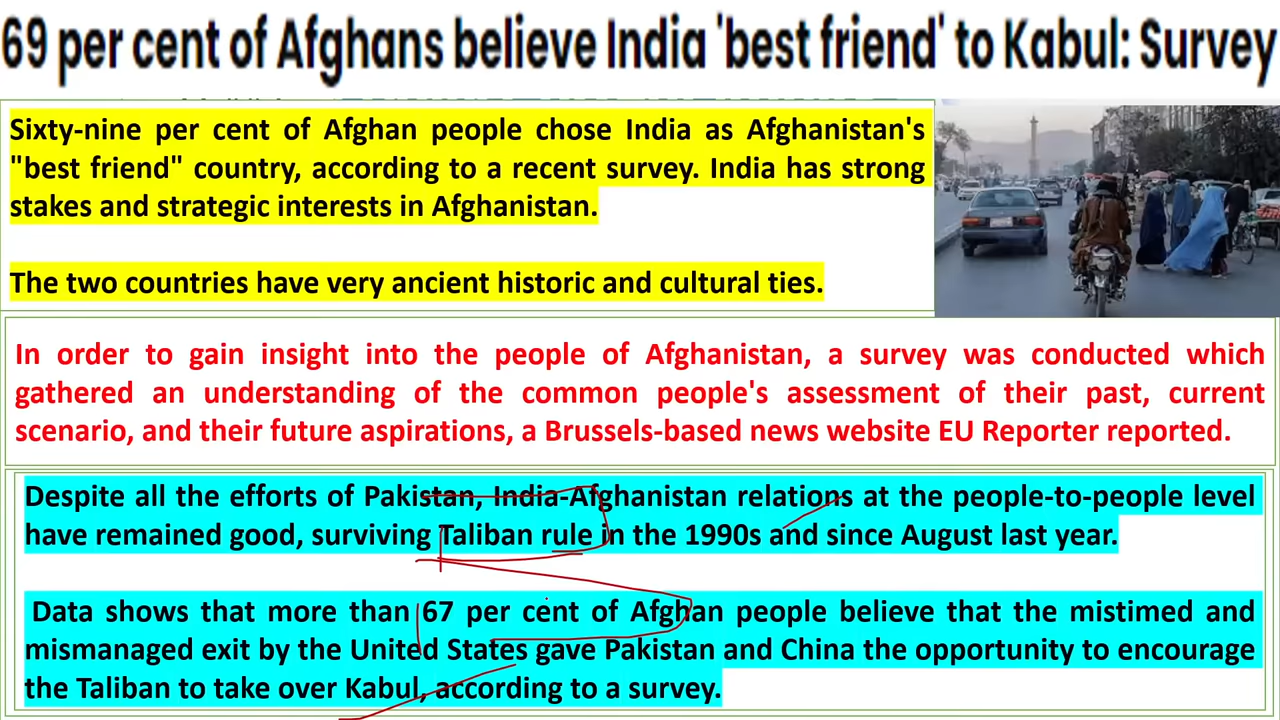 69 per cent of Afghans believe India 'best friend' to Kabul: Survey
Sixty-nine per cent of Afghan people chose India as Afghanistan's
"best friend" country, according to a recent survey. India has strong
stakes and strategic interests in Afghanistan.
The two countries have very ancient historic and cultural ties.
In order to gain insight into the people of Afghanistan, a survey was conducted which
gathered an understanding of the common people's assessment of their past, current
scenario, and their future aspirations, a Brussels-based news website EU Reporter reported.
Despite all the efforts of Pakistan, India-Afghanistan relations at the people-to-people level
have remained good, surviving Taliban rule in the 1990s and since August last year.
Data shows that more than 67 per cent of Afghan people believe that the mistimed and
mismanaged exit by the United States gave Pakistan and China the opportunity to encourage
the Taliban to take over Kabul, according to a survey.